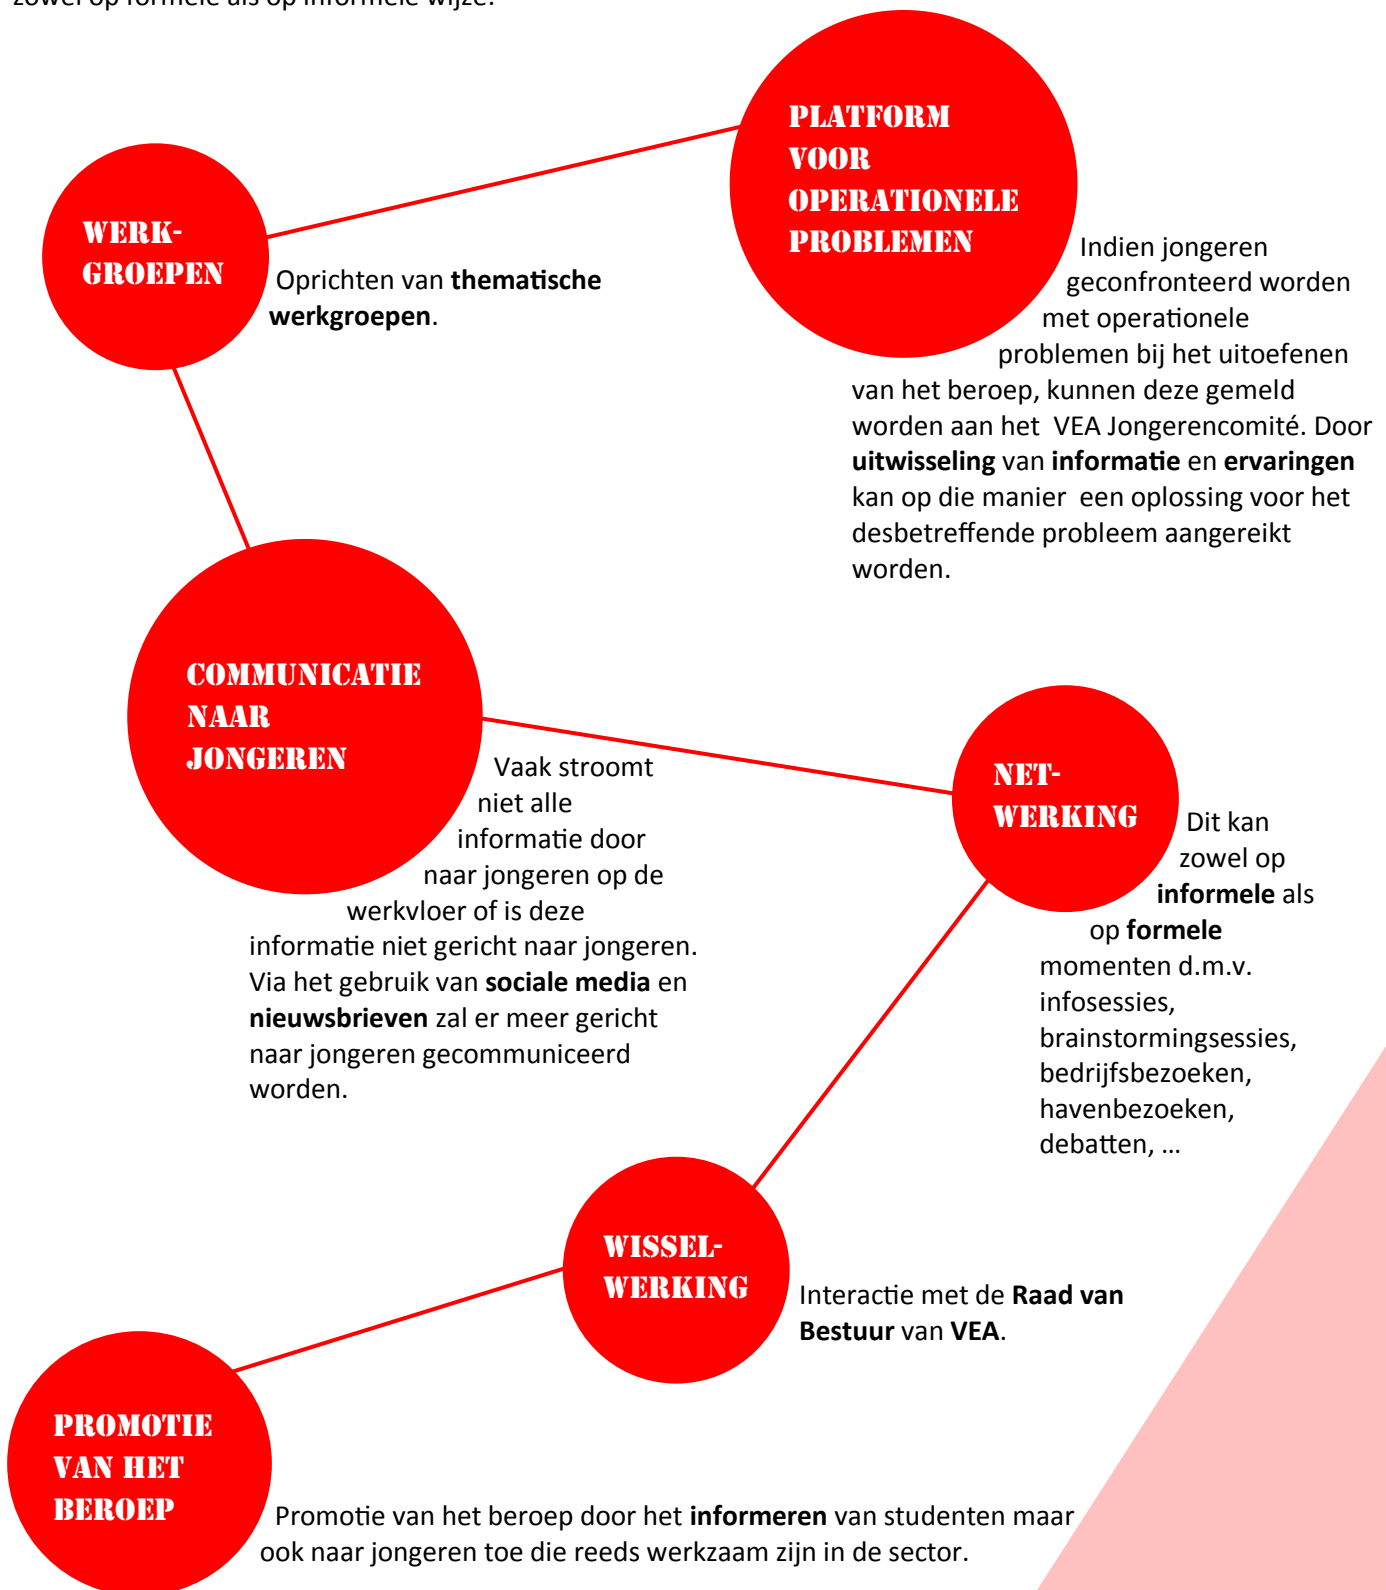 zowel op formele als op informele wijze.
PLATFORM
VOOR
OPERATIONELE
PROBLEMEN
Indien jongeren
geconfronteerd worden
met operationele
problemen bij het uitoefenen
van het beroep, kunnen deze gemeld
worden aan het  VEA Jongerencomité. Door
uitwisseling van informatie en ervaringen
kan op die manier  een oplossing voor het
desbetreffende probleem aangereikt
worden.
WERK-
GROEPEN
Oprichten van thematische
werkgroepen.
COMMUNICATIE
NAAR
JONGEREN
Vaak stroomt
niet alle
informatie door
naar jongeren op de
werkvloer of is deze
informatie niet gericht naar jongeren.
Via het gebruik van sociale media en
nieuwsbrieven zal er meer gericht
naar jongeren gecommuniceerd
worden.
NET-
WERKING
Dit kan
zowel op
informele als
op formele
momenten d.m.v.
infosessies,
brainstormingsessies,
bedrijfsbezoeken,
havenbezoeken,
debatten, ...
WISSEL-
WERKING
Interactie met de Raad van
Bestuur van VEA.
PROMOTIE
VAN HET
BEROEP
Promotie van het beroep door het informeren van studenten maar
ook naar jongeren toe die reeds werkzaam zijn in de sector.